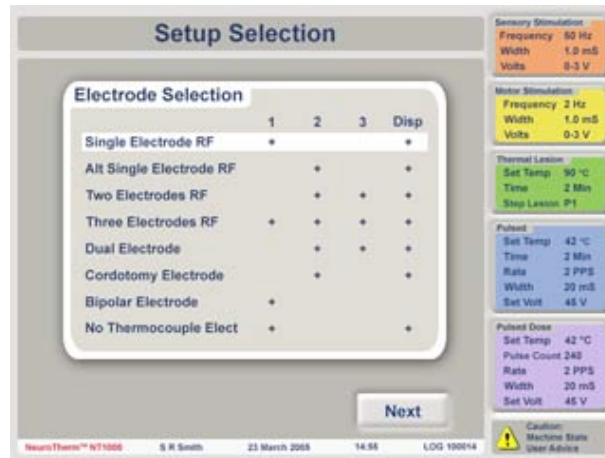 Setup Selection
Electrode Selection
1 2 3 Disp
Single Electrode RF + +
Alt Single Electrode RF + +
Two Electrodes RF + + +
Three Electrodes RF + + + +
Dual Electrode + + +
Cordotomy Electrode + +
Bipolar Electrode +
No Thermocouple Elect + +
Next
NeuroTherm™ NT1000 S R Smith 23 March 2005 14:56 LOG 100014
Sensory Stimulation
Frequency 50 Hz
Width 1.0 mS
Volts 0-3 V
Motor Stimulation
Frequency 2 Hz
Width 1.0 mS
Volts 0-3 V
Thermal Lesion
Set Temp 90 °C
Time 2 Min
Step Lesion P1
Pulsed
Set Temp 42 °C
Time 2 Min
Rate 2 PPS
Width 20 mS
Set Volt 45 V
Pulsed Dose
Set Temp 42 °C
Pulse Count 240
Rate 2 PPS
Width 20 mS
Set Volt 45 V
Caution:
Machine State
User Advice